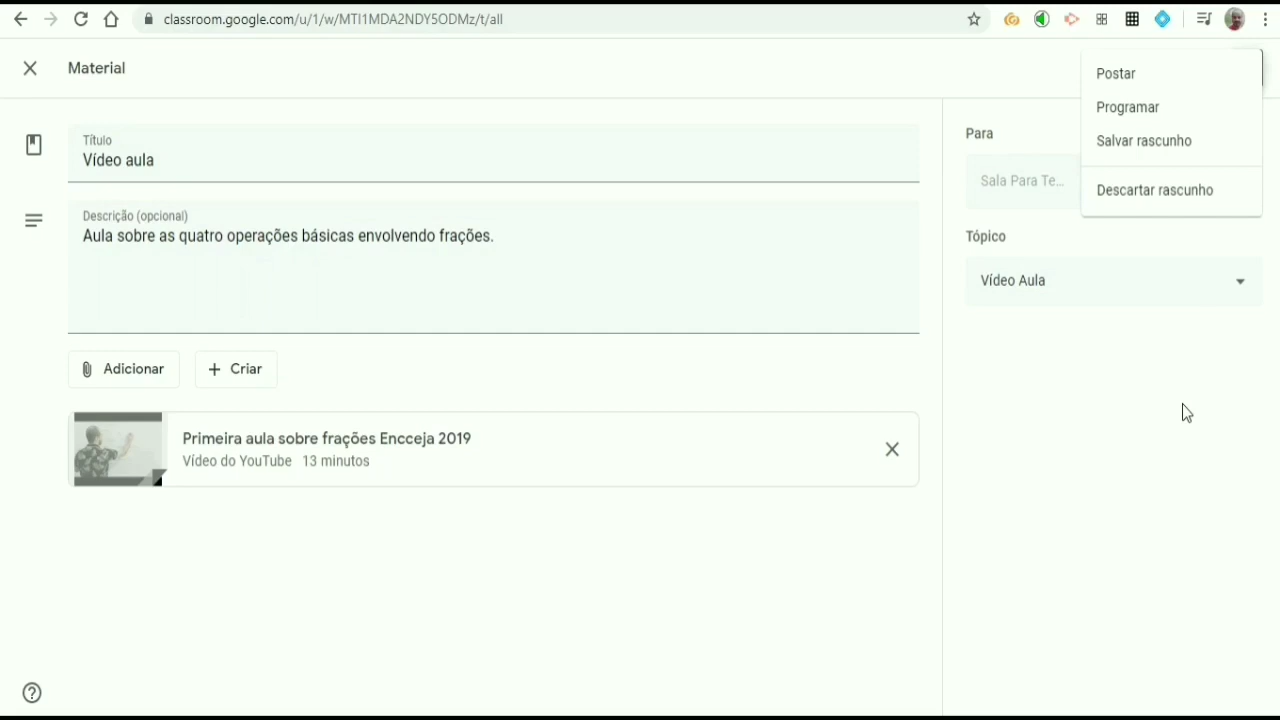 classroom.google.com/u/1/w/MTI1MDA2NDY5ODMz/t/all
Material
Postar
Programar
Salvar rascunho
Descartar rascunho
Título
Vídeo aula
Para
Sala Para Te...
Descrição (opcional)
Aula sobre as quatro operações básicas envolvendo frações.
Tópico
Vídeo Aula
Adicionar
Criar
Primeira aula sobre frações Encceja 2019
Vídeo do YouTube 13 minutos